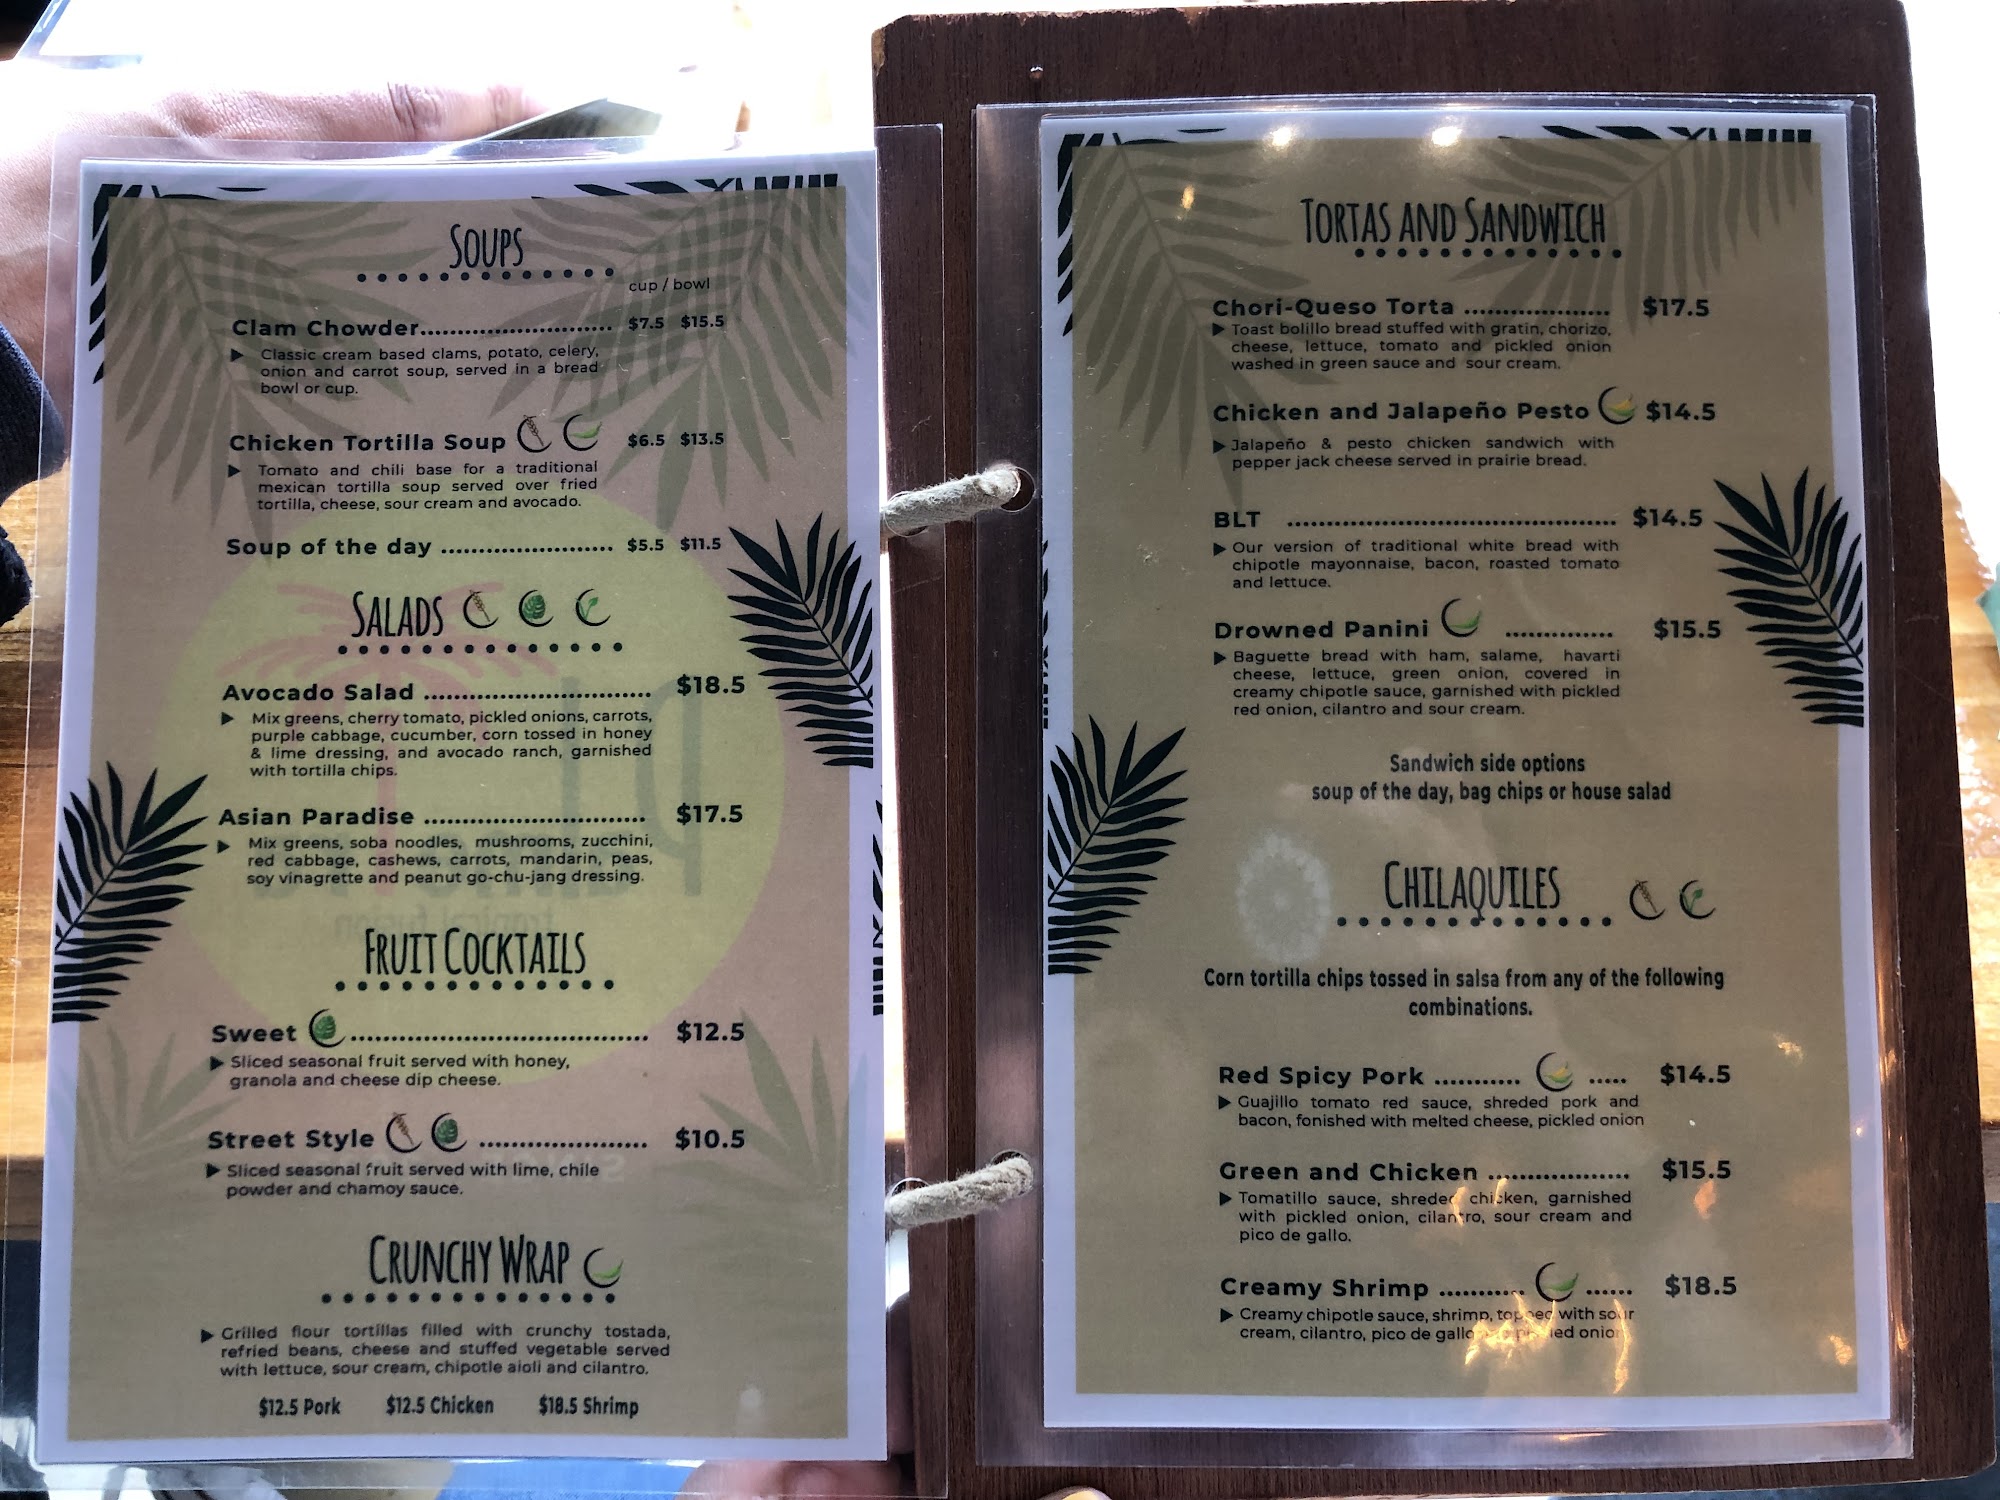 Soups
cup / bowl
Clam Chowder............................ $7.5 $15.5
Classic cream based clams, potato, celery,
onion and carrot soup, served in a bread
bowl or cup.
Chicken Tortilla Soup $6.5 $13.5
Tomato and chili base for a traditional
mexican tortilla soup served over fried
tortilla, cheese, sour cream and avocado.
Soup of the day ......................... $5.5 $11.5
Salads
Avocado Salad ................................ $18.5
Mix greens, cherry tomato, pickled onions, carrots,
purple cabbage, cucumber, corn tossed in honey
& lime dressing, and avocado ranch, garnished
with tortilla chips.
Asian Paradise ............................... $17.5
Mix greens, soba noodles, mushrooms, zucchini,
red cabbage, cashews, carrots, mandarin, peas,
soy vinagrette and peanut go-chu-jang dressing.
Fruit Cocktails
Sweet .......................................... $12.5
Sliced seasonal fruit served with honey,
granola and cheese dip cheese.
Street Style ........................ $10.5
Sliced seasonal fruit served with lime, chile
powder and chamoy sauce.
Crunchy Wrap
Grilled flour tortillas filled with crunchy tostada,
refried beans, cheese and stuffed vegetable served
with lettuce, sour cream, chipotle aioli and cilantro.
$12.5 Pork $12.5 Chicken $18.5 Shrimp
Tortas and Sandwich
Chori-Queso Torta ..................... $17.5
Toast bolillo bread stuffed with gratin, chorizo,
cheese, lettuce, tomato and pickled onion
washed in green sauce and sour cream.
Chicken and Jalapeño Pesto $14.5
Jalapeño & pesto chicken sandwich with
pepper jack cheese served in prairie bread.
BLT ............................................... $14.5
Our version of traditional white bread with
chipotle mayonnaise, bacon, roasted tomato
and lettuce.
Drowned Panini ............... $15.5
Baguette bread with ham, salame, havarti
cheese, lettuce, green onion, covered in
creamy chipotle sauce, garnished with pickled
red onion, cilantro and sour cream.
Sandwich side options
soup of the day, bag chips or house salad
Chilaquiles
Corn tortilla chips tossed in salsa from any of the following
combinations.
Red Spicy Pork ............ ..... $14.5
Guajillo tomato red sauce, shreded pork and
bacon, fonished with melted cheese, pickled onion
Green and Chicken .................... $15.5
Tomatillo sauce, shreded chicken, garnished
with pickled onion, cilantro, sour cream and
pico de gallo.
Creamy Shrimp ............ ...... $18.5
Creamy chipotle sauce, shrimp, topped with sour
cream, cilantro, pico de gallo onion